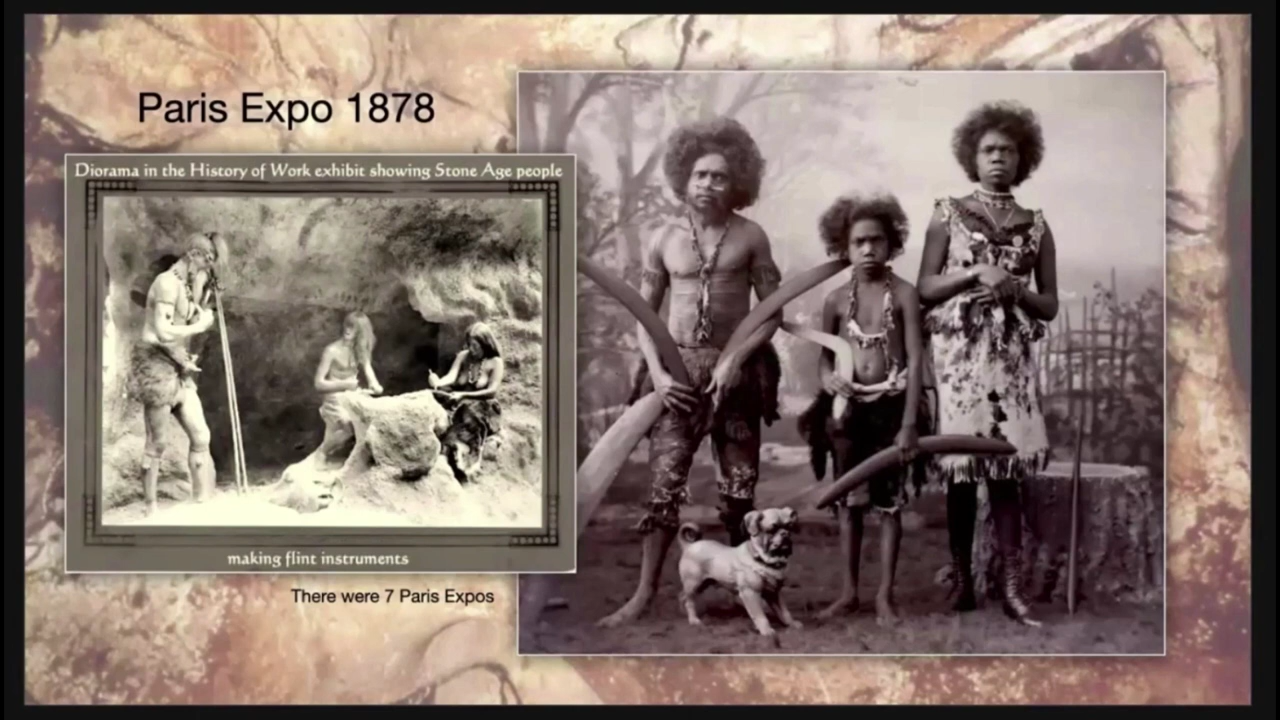 Paris Expo 1878
Diorama in the History of Work exhibit showing Stone Age people
making flint instruments
There were 7 Paris Expos